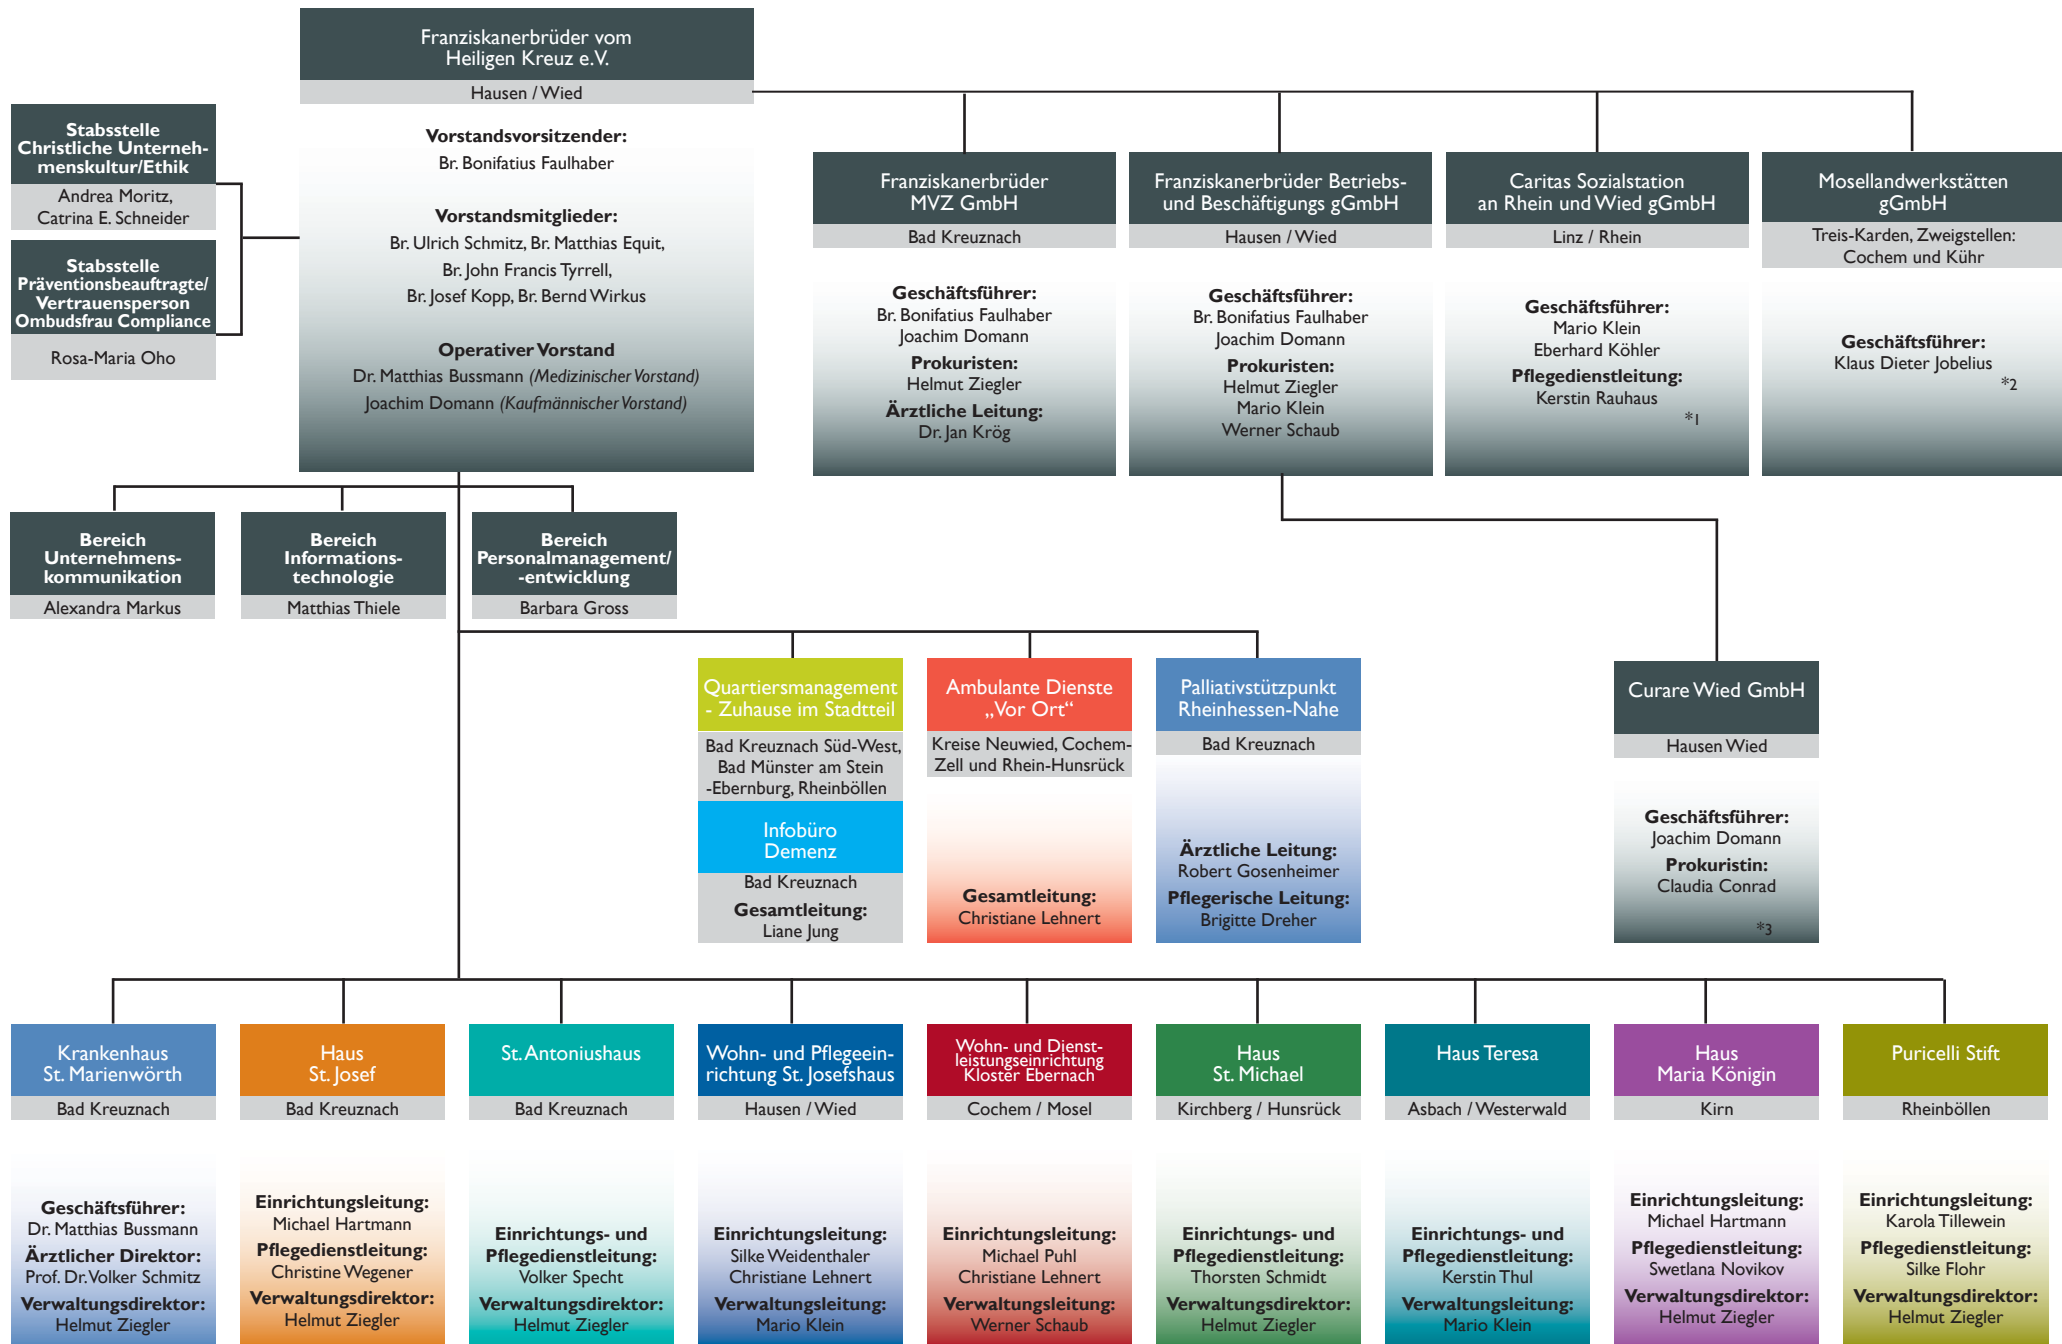 Franziskanerbrüder vom
Heiligen Kreuz e.V.
Hausen / Wied
Vorstandsvorsitzender:
Br. Bonifatius Faulhaber
Vorstandsmitglieder:
Br. Ulrich Schmitz, Br. Matthias Equit,
Br. John Francis Tyrrell,
Br. Josef Kopp, Br. Bernd Wirkus
Operativer Vorstand
Dr. Matthias Bussmann (Medizinischer Vorstand)
Joachim Domann (Kaufmännischer Vorstand)
Stabsstelle
Christliche Unterneh-
menskultur/Ethik
Andrea Moritz,
Catrina E. Schneider
Stabsstelle
Präventionsbeauftragte/
Vertrauensperson
Ombudsfrau Compliance
Rosa-Maria Oho
Franziskanerbrüder
MVZ GmbH
Bad Kreuznach
Geschäftsführer:
Br. Bonifatius Faulhaber
Joachim Domann
Prokuristen:
Helmut Ziegler
Ärztliche Leitung:
Dr. Jan Krög
Franziskanerbrüder Betriebs-
und Beschäftigungs gGmbH
Hausen / Wied
Geschäftsführer:
Br. Bonifatius Faulhaber
Joachim Domann
Prokuristen:
Helmut Ziegler
Mario Klein
Werner Schaub
Caritas Sozialstation
an Rhein und Wied gGmbH
Linz / Rhein
Geschäftsführer:
Mario Klein
Eberhard Köhler
Pflegedienstleitung:
Kerstin Rauhaus
*1
Mosellandwerkstätten
gGmbH
Treis-Karden, Zweigstellen:
Cochem und Kühr
Geschäftsführer:
Klaus Dieter Jobelius
*2
Bereich
Unternehmens-
kommunikation
Alexandra Markus
Bereich
Informations-
technologie
Matthias Thiele
Bereich
Personalmanagement/
-entwicklung
Barbara Gross
Quartiersmanagement
- Zuhause im Stadtteil
Bad Kreuznach Süd-West,
Bad Münster am Stein
-Ebernburg, Rheinböllen
Infobüro
Demenz
Bad Kreuznach
Gesamtleitung:
Liane Jung
Ambulante Dienste
„Vor Ort“
Kreise Neuwied, Cochem-
Zell und Rhein-Hunsrück
Gesamtleitung:
Christiane Lehnert
Palliativstützpunkt
Rheinhessen-Nahe
Bad Kreuznach
Ärztliche Leitung:
Robert Gosenheimer
Pflegerische Leitung:
Brigitte Dreher
Curare Wied GmbH
Hausen Wied
Geschäftsführer:
Joachim Domann
Prokuristin:
Claudia Conrad
*3
Krankenhaus
St. Marienwörth
Bad Kreuznach
Geschäftsführer:
Dr. Matthias Bussmann
Ärztlicher Direktor:
Prof. Dr. Volker Schmitz
Verwaltungsdirektor:
Helmut Ziegler
Haus
St. Josef
Bad Kreuznach
Einrichtungsleitung:
Michael Hartmann
Pflegedienstleitung:
Christine Wegener
Verwaltungsdirektor:
Helmut Ziegler
St. Antoniushaus
Bad Kreuznach
Einrichtungs- und
Pflegedienstleitung:
Volker Specht
Verwaltungsdirektor:
Helmut Ziegler
Wohn- und Pflegeein-
richtung St. Josefshaus
Hausen / Wied
Einrichtungsleitung:
Silke Weidenthaler
Christiane Lehnert
Verwaltungsleitung:
Mario Klein
Wohn- und Dienst-
leistungseinrichtung
Kloster Ebernach
Cochem / Mosel
Einrichtungsleitung:
Michael Puhl
Christiane Lehnert
Verwaltungsleitung:
Werner Schaub
Haus
St. Michael
Kirchberg / Hunsrück
Einrichtungs- und
Pflegedienstleitung:
Thorsten Schmidt
Verwaltungsdirektor:
Helmut Ziegler
Haus Teresa
Asbach / Westerwald
Einrichtungs- und
Pflegedienstleitung:
Kerstin Thul
Verwaltungsleitung:
Mario Klein
Haus
Maria Königin
Kirn
Einrichtungsleitung:
Michael Hartmann
Pflegedienstleitung:
Swetlana Novikov
Verwaltungsdirektor:
Helmut Ziegler
Puricelli Stift
Rheinböllen
Einrichtungsleitung:
Karola Tillewein
Pflegedienstleitung:
Silke Flohr
Verwaltungsdirektor:
Helmut Ziegler